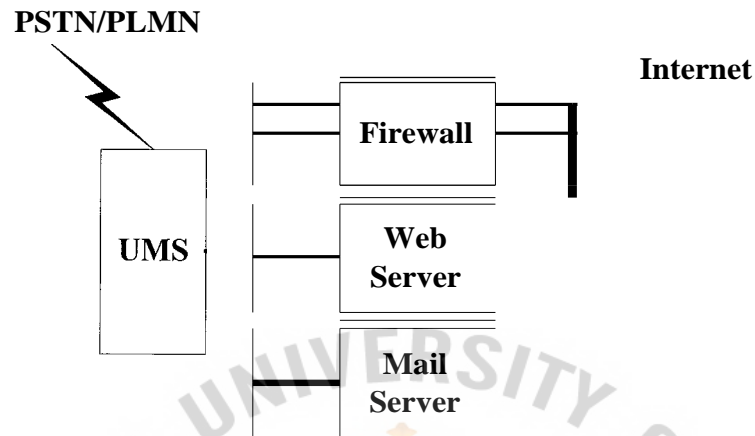 PSTN/PLMN
Internet
Firewall
UMS
Web
Server
Mail
Server
UNIVERSITY